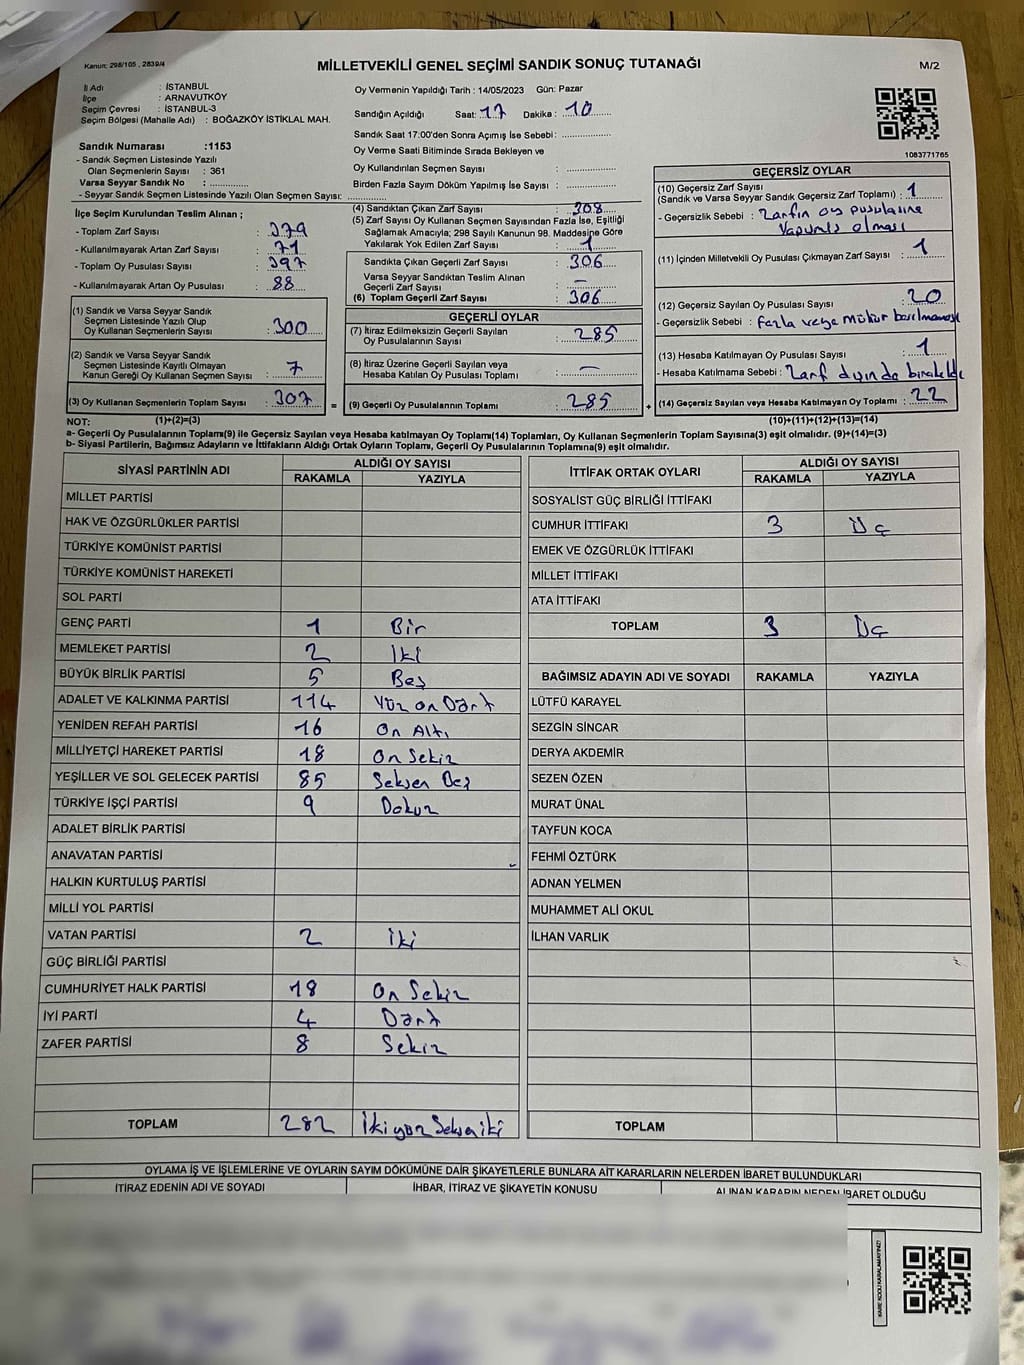 Kanun; 298/105 , 2839/4
MİLLETVEKİLİ GENEL SEÇİMİ SANDIK SONUÇ TUTANAĞI
M/2
İl Adı : İSTANBUL
İlçe : ARNAVUTKÖY
Seçim Çevresi : İSTANBUL-3
Seçim Bölgesi (Mahalle Adı) : BOĞAZKÖY İSTİKLAL MAH.
Sandık Numarası :1153
- Sandık Seçmen Listesinde Yazılı
Olan Seçmenlerin Sayısı : 361
Varsa Seyyar Sandık No :
- Seyyar Sandık Seçmen Listesinde Yazılı Olan Seçmen Sayısı:
Oy Vermenin Yapıldığı Tarih : 14/05/2023 Gün: Pazar
Sandığın Açıldığı Saat: 17 Dakika : 10
Sandık Saat 17:00'den Sonra Açımış İse Sebebi:
Oy Verme Saati Bitiminde Sırada Bekleyen ve
Oy Kullandırılan Seçmen Sayısı :
Birden Fazla Sayım Döküm Yapılmış İse Sayısı :
1083771765
İlçe Seçim Kurulundan Teslim Alınan ;
- Toplam Zarf Sayısı : 379
- Kullanılmayarak Artan Zarf Sayısı : 71
- Toplam Oy Pusulası Sayısı : 397
- Kullanılmayarak Artan Oy Pusulası : 88
(1) Sandık ve Varsa Seyyar Sandık
Seçmen Listesinde Yazılı Olup
Oy Kullanan Seçmenlerin Sayısı : 300
(2) Sandık ve Varsa Seyyar Sandık
Seçmen Listesinde Kayıtlı Olmayan
Kanun Gereği Oy Kullanan Seçmen Sayısı : 7
(3) Oy Kullanan Seçmenlerin Toplam Sayısı : 307
(1)+(2)=(3)
(4) Sandıktan Çıkan Zarf Sayısı : 308
(5) Zarf Sayısı Oy Kullanan Seçmen Sayısından Fazla İse, Eşitliği
Sağlamak Amacıyla; 298 Sayılı Kanunun 98. Maddesine Göre
Yakılarak Yok Edilen Zarf Sayısı : 1
Sandıkta Çıkan Geçerli Zarf Sayısı : 306
Varsa Seyyar Sandıktan Teslim Alınan
Geçerli Zarf Sayısı : —
(6) Toplam Geçerli Zarf Sayısı : 306
GEÇERLİ OYLAR
(7) İtiraz Edilmeksizin Geçerli Sayılan
Oy Pusulalarının Sayısı : 285
(8) İtiraz Üzerine Geçerli Sayılan veya
Hesaba Katılan Oy Pusulası Toplamı : —
= (9) Geçerli Oy Pusulalarının Toplamı : 285
GEÇERSİZ OYLAR
(10) Geçersiz Zarf Sayısı
(Sandık ve Varsa Seyyar Sandık Geçersiz Zarf Toplamı) : 1
- Geçersizlik Sebebi : Zarfın oy pusulasına
yapışmış olması
(11) İçinden Milletvekili Oy Pusulası Çıkmayan Zarf Sayısı : 1
(12) Geçersiz Sayılan Oy Pusulası Sayısı : 20
- Geçersizlik Sebebi : Fazla veya Mühür basılmaması
(13) Hesaba Katılmayan Oy Pusulası Sayısı : 1
- Hesaba Katılmama Sebebi : Zarf dışında bırakıldı
+ (14) Geçersiz Sayılan veya Hesaba Katılmayan Oy Toplamı : 22
(10)+(11)+(12)+(13)=(14)
NOT:
a- Geçerli Oy Pusulalarının Toplamı(9) ile Geçersiz Sayılan veya Hesaba katılmayan Oy Toplamı(14) Toplamları, Oy Kullanan Seçmenlerin Toplam Sayısına(3) eşit olmalıdır. (9)+(14)=(3)
b- Siyasi Partilerin, Bağımsız Adayların ve İttifakların Aldığı Ortak Oyların Toplamı, Geçerli Oy Pusulalarının Toplamına(9) eşit olmalıdır.
SİYASİ PARTİNİN ADI ALDIĞI OY SAYISI
RAKAMLA YAZIYLA
MİLLET PARTİSİ
HAK VE ÖZGÜRLÜKLER PARTİSİ
TÜRKİYE KOMÜNİST PARTİSİ
TÜRKİYE KOMÜNİST HAREKETİ
SOL PARTİ
GENÇ PARTİ 1 Bir
MEMLEKET PARTİSİ 2 İki
BÜYÜK BİRLİK PARTİSİ 5 Beş
ADALET VE KALKINMA PARTİSİ 114 Yüz on Dört
YENİDEN REFAH PARTİSİ 16 On Altı
MİLLİYETÇİ HAREKET PARTİSİ 18 On Sekiz
YEŞİLLER VE SOL GELECEK PARTİSİ 85 Seksen Beş
TÜRKİYE İŞÇİ PARTİSİ 9 Dokuz
ADALET BİRLİK PARTİSİ
ANAVATAN PARTİSİ
HALKIN KURTULUŞ PARTİSİ
MİLLİ YOL PARTİSİ
VATAN PARTİSİ 2 İki
GÜÇ BİRLİĞİ PARTİSİ
CUMHURİYET HALK PARTİSİ 18 On Sekiz
İYİ PARTİ 4 Dört
ZAFER PARTİSİ 8 Sekiz
TOPLAM 282 İkiyüz Seksen iki
İTTİFAK ORTAK OYLARI ALDIĞI OY SAYISI
RAKAMLA YAZIYLA
SOSYALİST GÜÇ BİRLİĞİ İTTİFAKI
CUMHUR İTTİFAKI 3 Üç
EMEK VE ÖZGÜRLÜK İTTİFAKI
MİLLET İTTİFAKI
ATA İTTİFAKI
TOPLAM 3 Üç
BAĞIMSIZ ADAYIN ADI VE SOYADI RAKAMLA YAZIYLA
LÜTFÜ KARAYEL
SEZGİN SİNCAR
DERYA AKDEMİR
SEZEN ÖZEN
MURAT ÜNAL
TAYFUN KOCA
FEHMİ ÖZTÜRK
ADNAN YELMEN
MUHAMMET ALİ OKUL
İLHAN VARLIK
TOPLAM
OYLAMA İŞ VE İŞLEMLERİNE VE OYLARIN SAYIM DÖKÜMÜNE DAİR ŞİKAYETLERLE BUNLARA AİT KARARLARIN NELERDEN İBARET BULUNDUKLARI
İTİRAZ EDENİN ADI VE SOYADI İHBAR, İTİRAZ VE ŞİKAYETİN KONUSU ALINAN KARARIN NEDEN İBARET OLDUĞU
KARE KODU KARALAMAYINIZ!